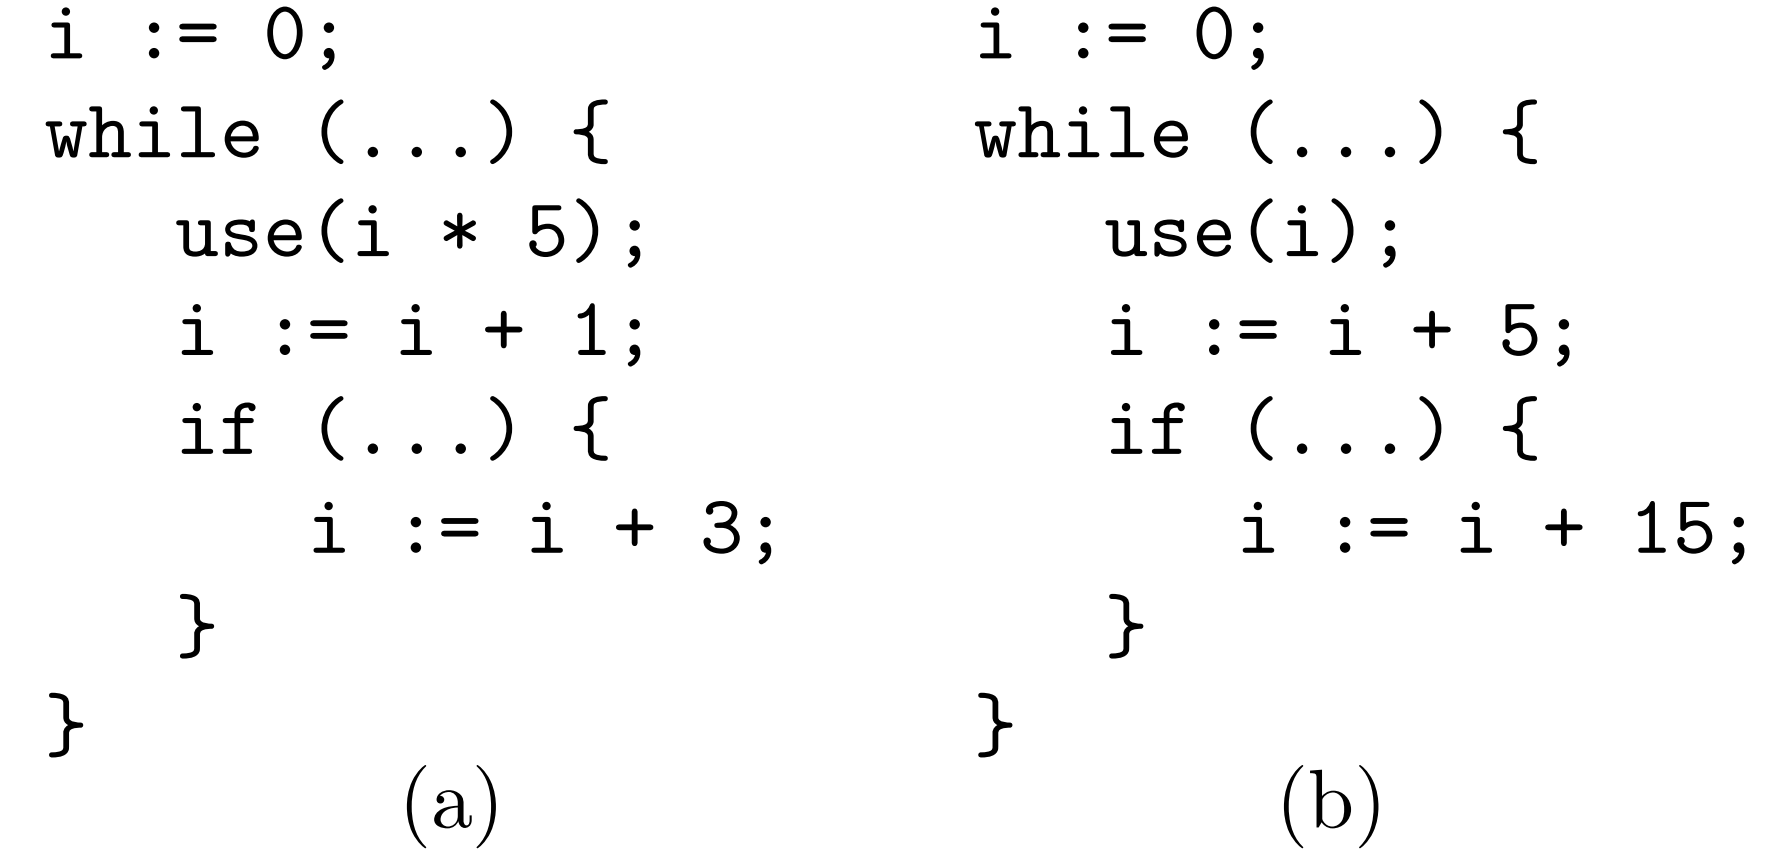 i := 0;
while (...) {
    use(i * 5);
    i := i + 1;
    if (...) {
        i := i + 3;
    }
}
(a)
i := 0;
while (...) {
    use(i);
    i := i + 5;
    if (...) {
        i := i + 15;
    }
}
(b)